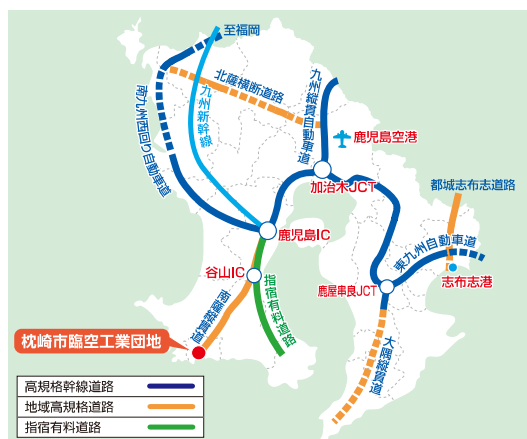 至福岡
北薩横断道路
九州新幹線
南九州西回り自動車道
九州縦貫自動車道
鹿児島空港
加治木JCT
都城志布志道路
鹿児島IC
東九州自動車道
谷山IC
志布志港
鹿屋串良JCT
指宿有料道路
南薩縦貫道
大隅縦貫道
枕崎市臨空工業団地
高規格幹線道路
地域高規格道路
指宿有料道路